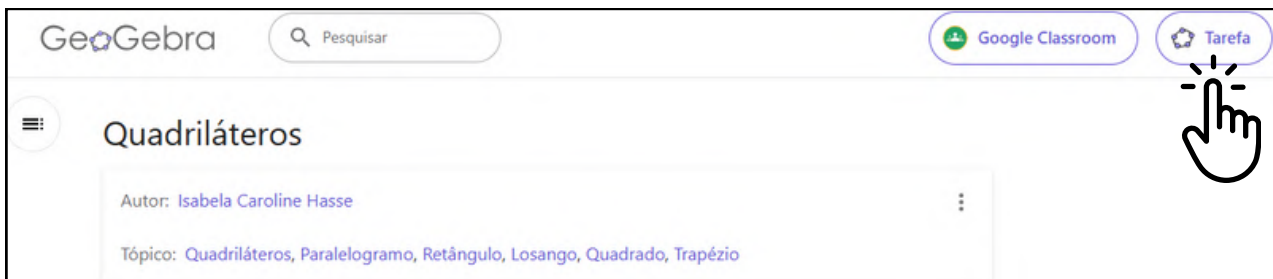 GeoGebra Pesquisar Google Classroom Tarefa
Quadriláteros
Autor: Isabela Caroline Hasse
Tópico: Quadriláteros, Paralelogramo, Retângulo, Losango, Quadrado, Trapézio